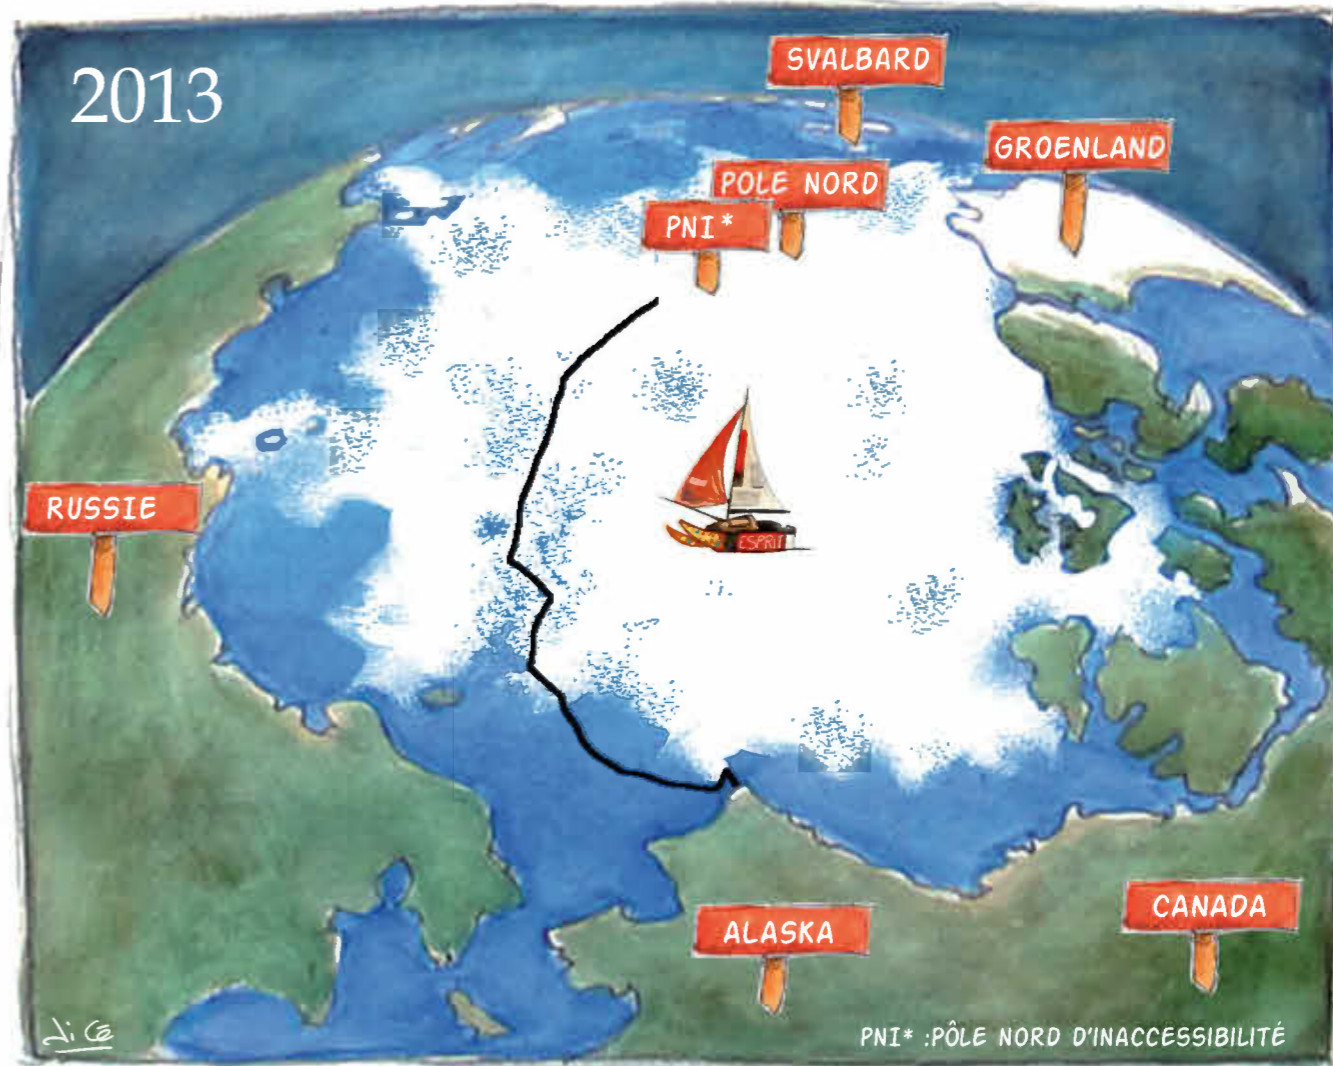 2013
SVALBARD
GROENLAND
POLE NORD
PNI*
RUSSIE
ESPRIT
ALASKA
CANADA
PNI* :PÔLE NORD D'INACCESSIBILITÉ